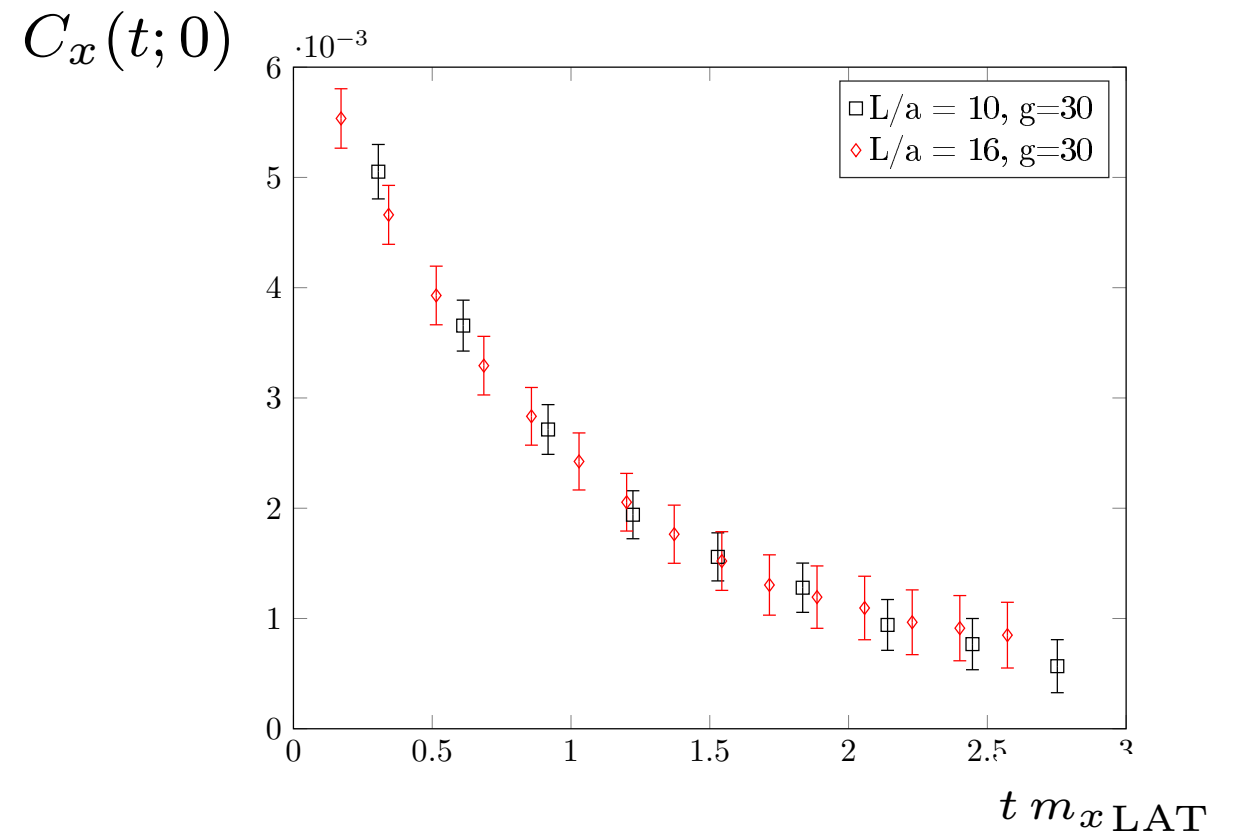 C_x(t; 0)
·10⁻³
6
5
4
3
2
1
0
0 0.5 1 1.5 2 2.5 3
L/a = 10, g=30
L/a = 16, g=30
t m_x LAT